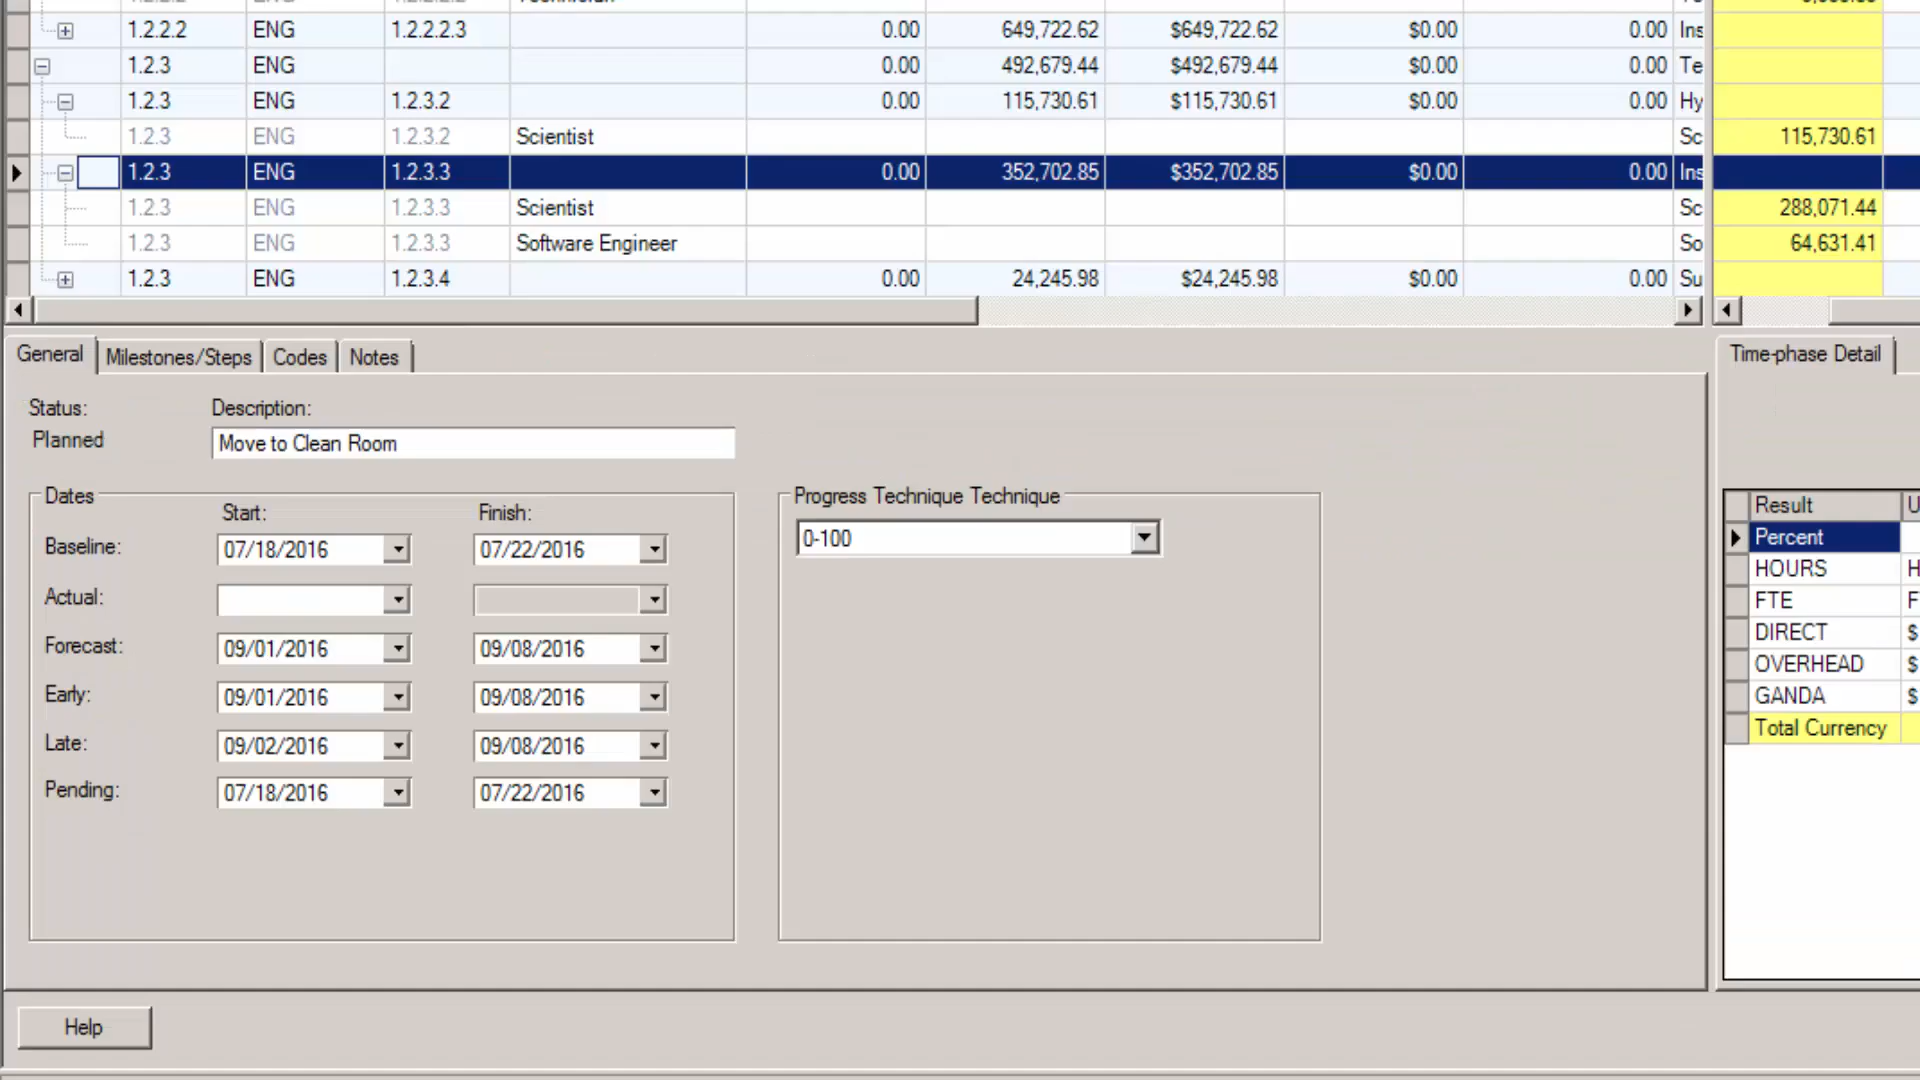 1.2.2.2 ENG 1.2.2.2.3 0.00 649,722.62 $649,722.62 $0.00 0.00 Ins
1.2.3 ENG 0.00 492,679.44 $492,679.44 $0.00 0.00 Te
1.2.3 ENG 1.2.3.2 0.00 115,730.61 $115,730.61 $0.00 0.00 Hy
1.2.3 ENG 1.2.3.2 Scientist Sc 115,730.61
1.2.3 ENG 1.2.3.3 0.00 352,702.85 $352,702.85 $0.00 0.00 Ins
1.2.3 ENG 1.2.3.3 Scientist Sc 288,071.44
1.2.3 ENG 1.2.3.3 Software Engineer So 64,631.41
1.2.3 ENG 1.2.3.4 0.00 24,245.98 $24,245.98 $0.00 0.00 Su
General Milestones/Steps Codes Notes
Status: Description:
Planned Move to Clean Room
Dates
Start: Finish:
Baseline: 07/18/2016 07/22/2016
Actual:
Forecast: 09/01/2016 09/08/2016
Early: 09/01/2016 09/08/2016
Late: 09/02/2016 09/08/2016
Pending: 07/18/2016 07/22/2016
Progress Technique Technique
0-100
Time-phase Detail
Result U
Percent
HOURS H
FTE F
DIRECT $
OVERHEAD $
GANDA $
Total Currency
Help